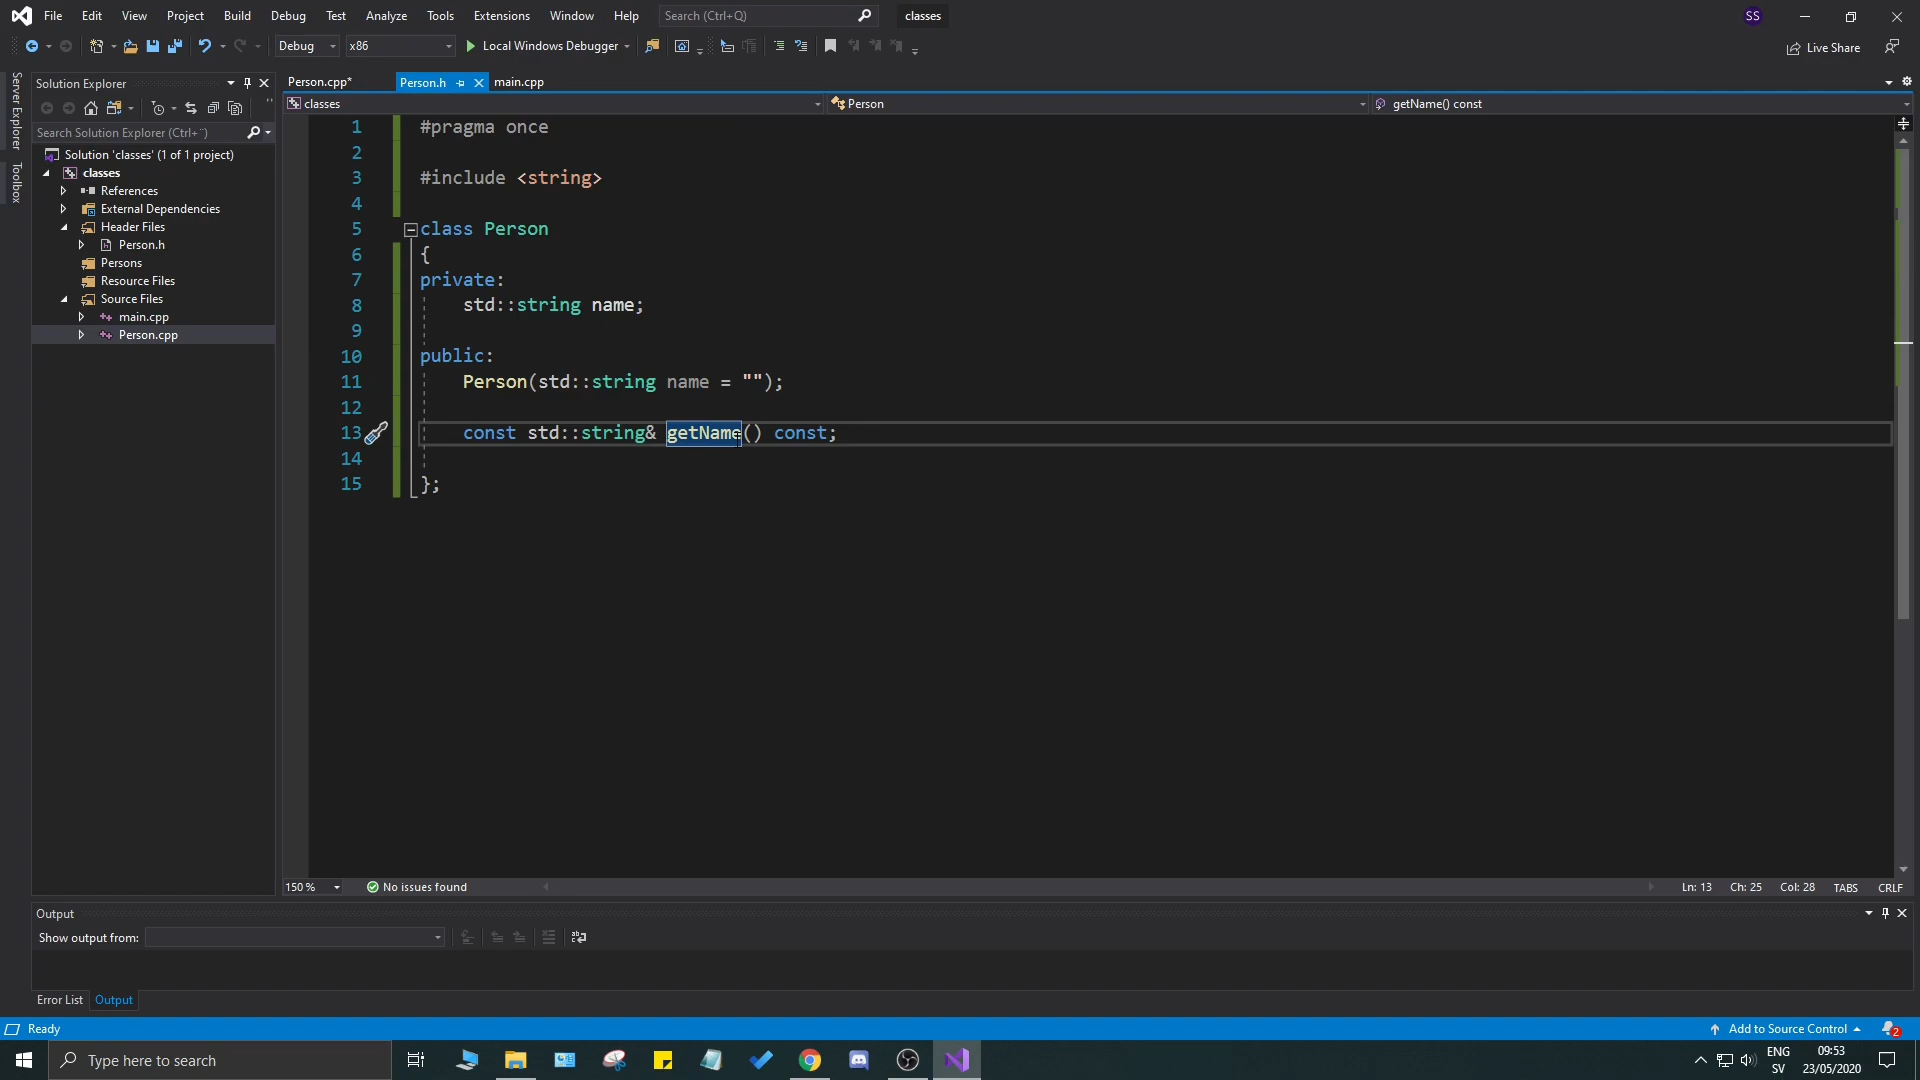 File Edit View Project Build Debug Test Analyze Tools Extensions Window Help Search (Ctrl+Q) classes SS
Debug x86 Local Windows Debugger Live Share
Server Explorer
Toolbox
Solution Explorer
Search Solution Explorer (Ctrl+¨)
Solution 'classes' (1 of 1 project)
classes
References
External Dependencies
Header Files
Person.h
Persons
Resource Files
Source Files
main.cpp
Person.cpp
Person.cpp* Person.h main.cpp
classes Person getName() const
1 #pragma once
2
3 #include <string>
4
5 class Person
6 {
7 private:
8 std::string name;
9
10 public:
11 Person(std::string name = "");
12
13 const std::string& getName() const;
14
15 };
150 % No issues found Ln: 13 Ch: 25 Col: 28 TABS CRLF
Output
Show output from:
Error List Output
Ready Add to Source Control 2
Type here to search ENG 09:53
SV 23/05/2020